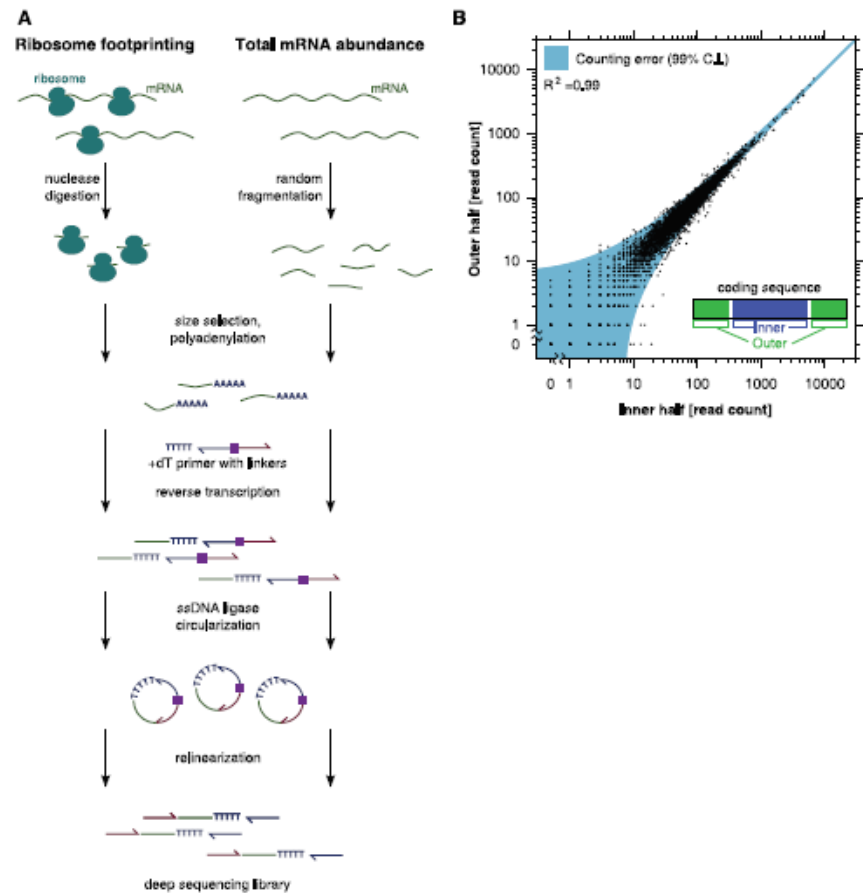 A
Ribosome footprinting
Total mRNA abundance
ribosome
mRNA
mRNA
nuclease
digestion
random
fragmentation
size selection,
polyadenylation
AAAAA
AAAAA
AAAAA
TTTTT
+dT primer with linkers
reverse transcription
TTTTT
TTTTT
TTTTT
ssDNA ligase
circularization
TTTTT
TTTTT
TTTTT
relinearization
TTTTT
TTTTT
TTTTT
deep sequencing library
B
Counting error (99% C.I.)
R² =0.99
Outer half [read count]
10000
1000
100
10
1
0
coding sequence
Inner
Outer
0 1 10 100 1000 10000
Inner half [read count]